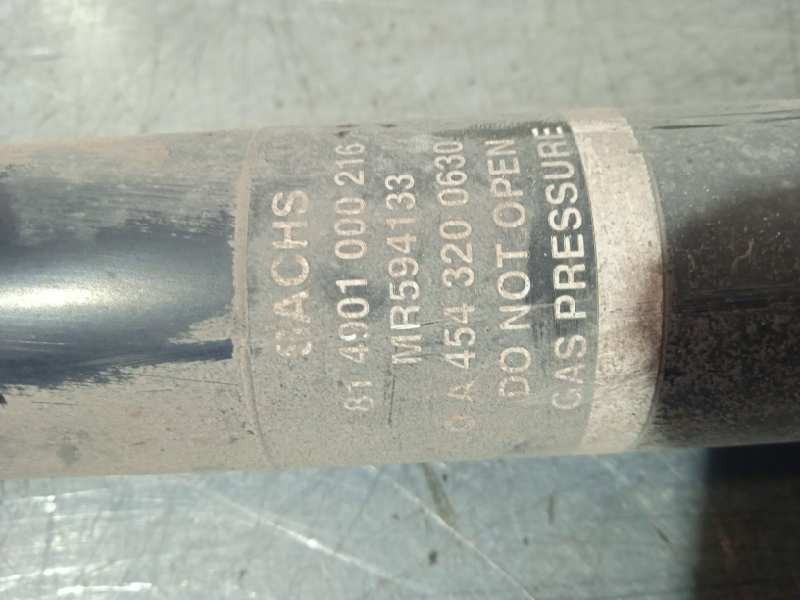 SACHS
81 4901 000 216
MR594133
A 454 320 0630
DO NOT OPEN
GAS PRESSURE